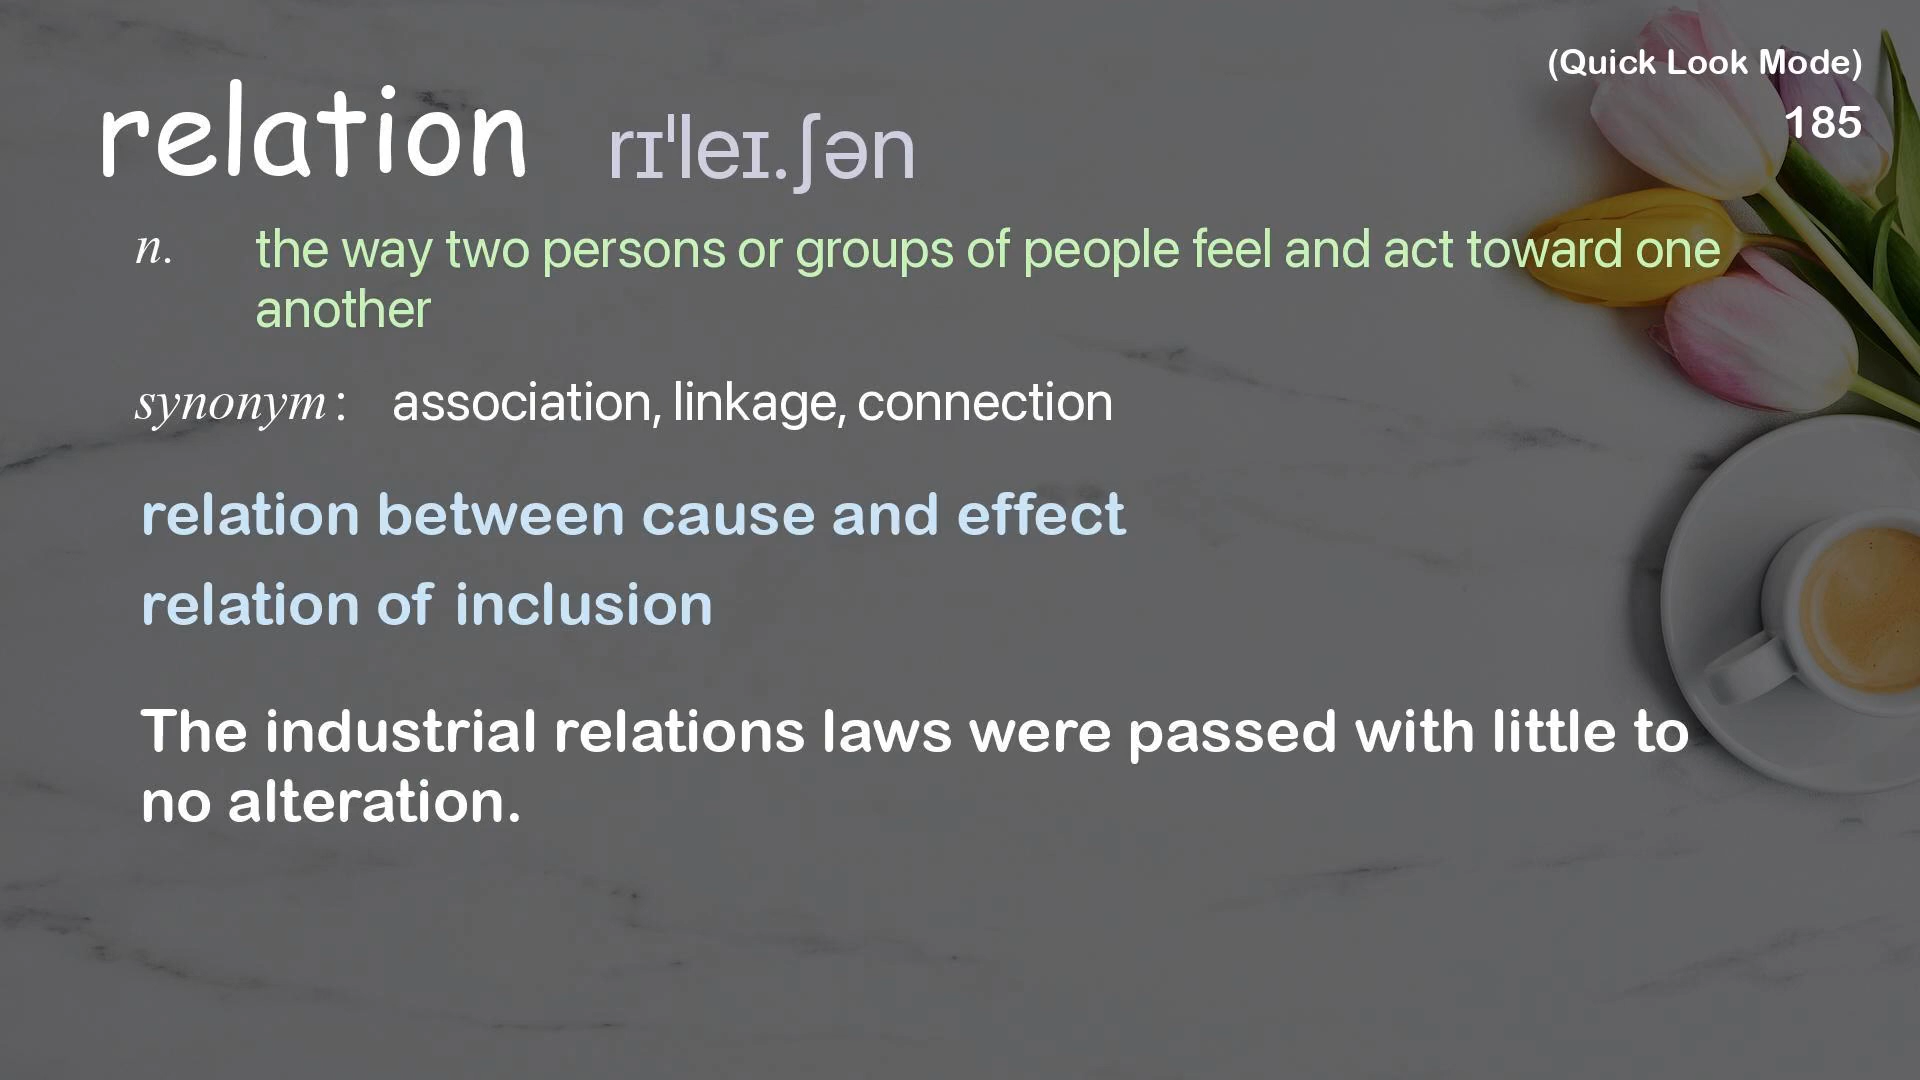 (Quick Look Mode)
185
relation rɪˈleɪ.ʃən
n. the way two persons or groups of people feel and act toward one
another
synonym: association, linkage, connection
relation between cause and effect
relation of inclusion
The industrial relations laws were passed with little to
no alteration.